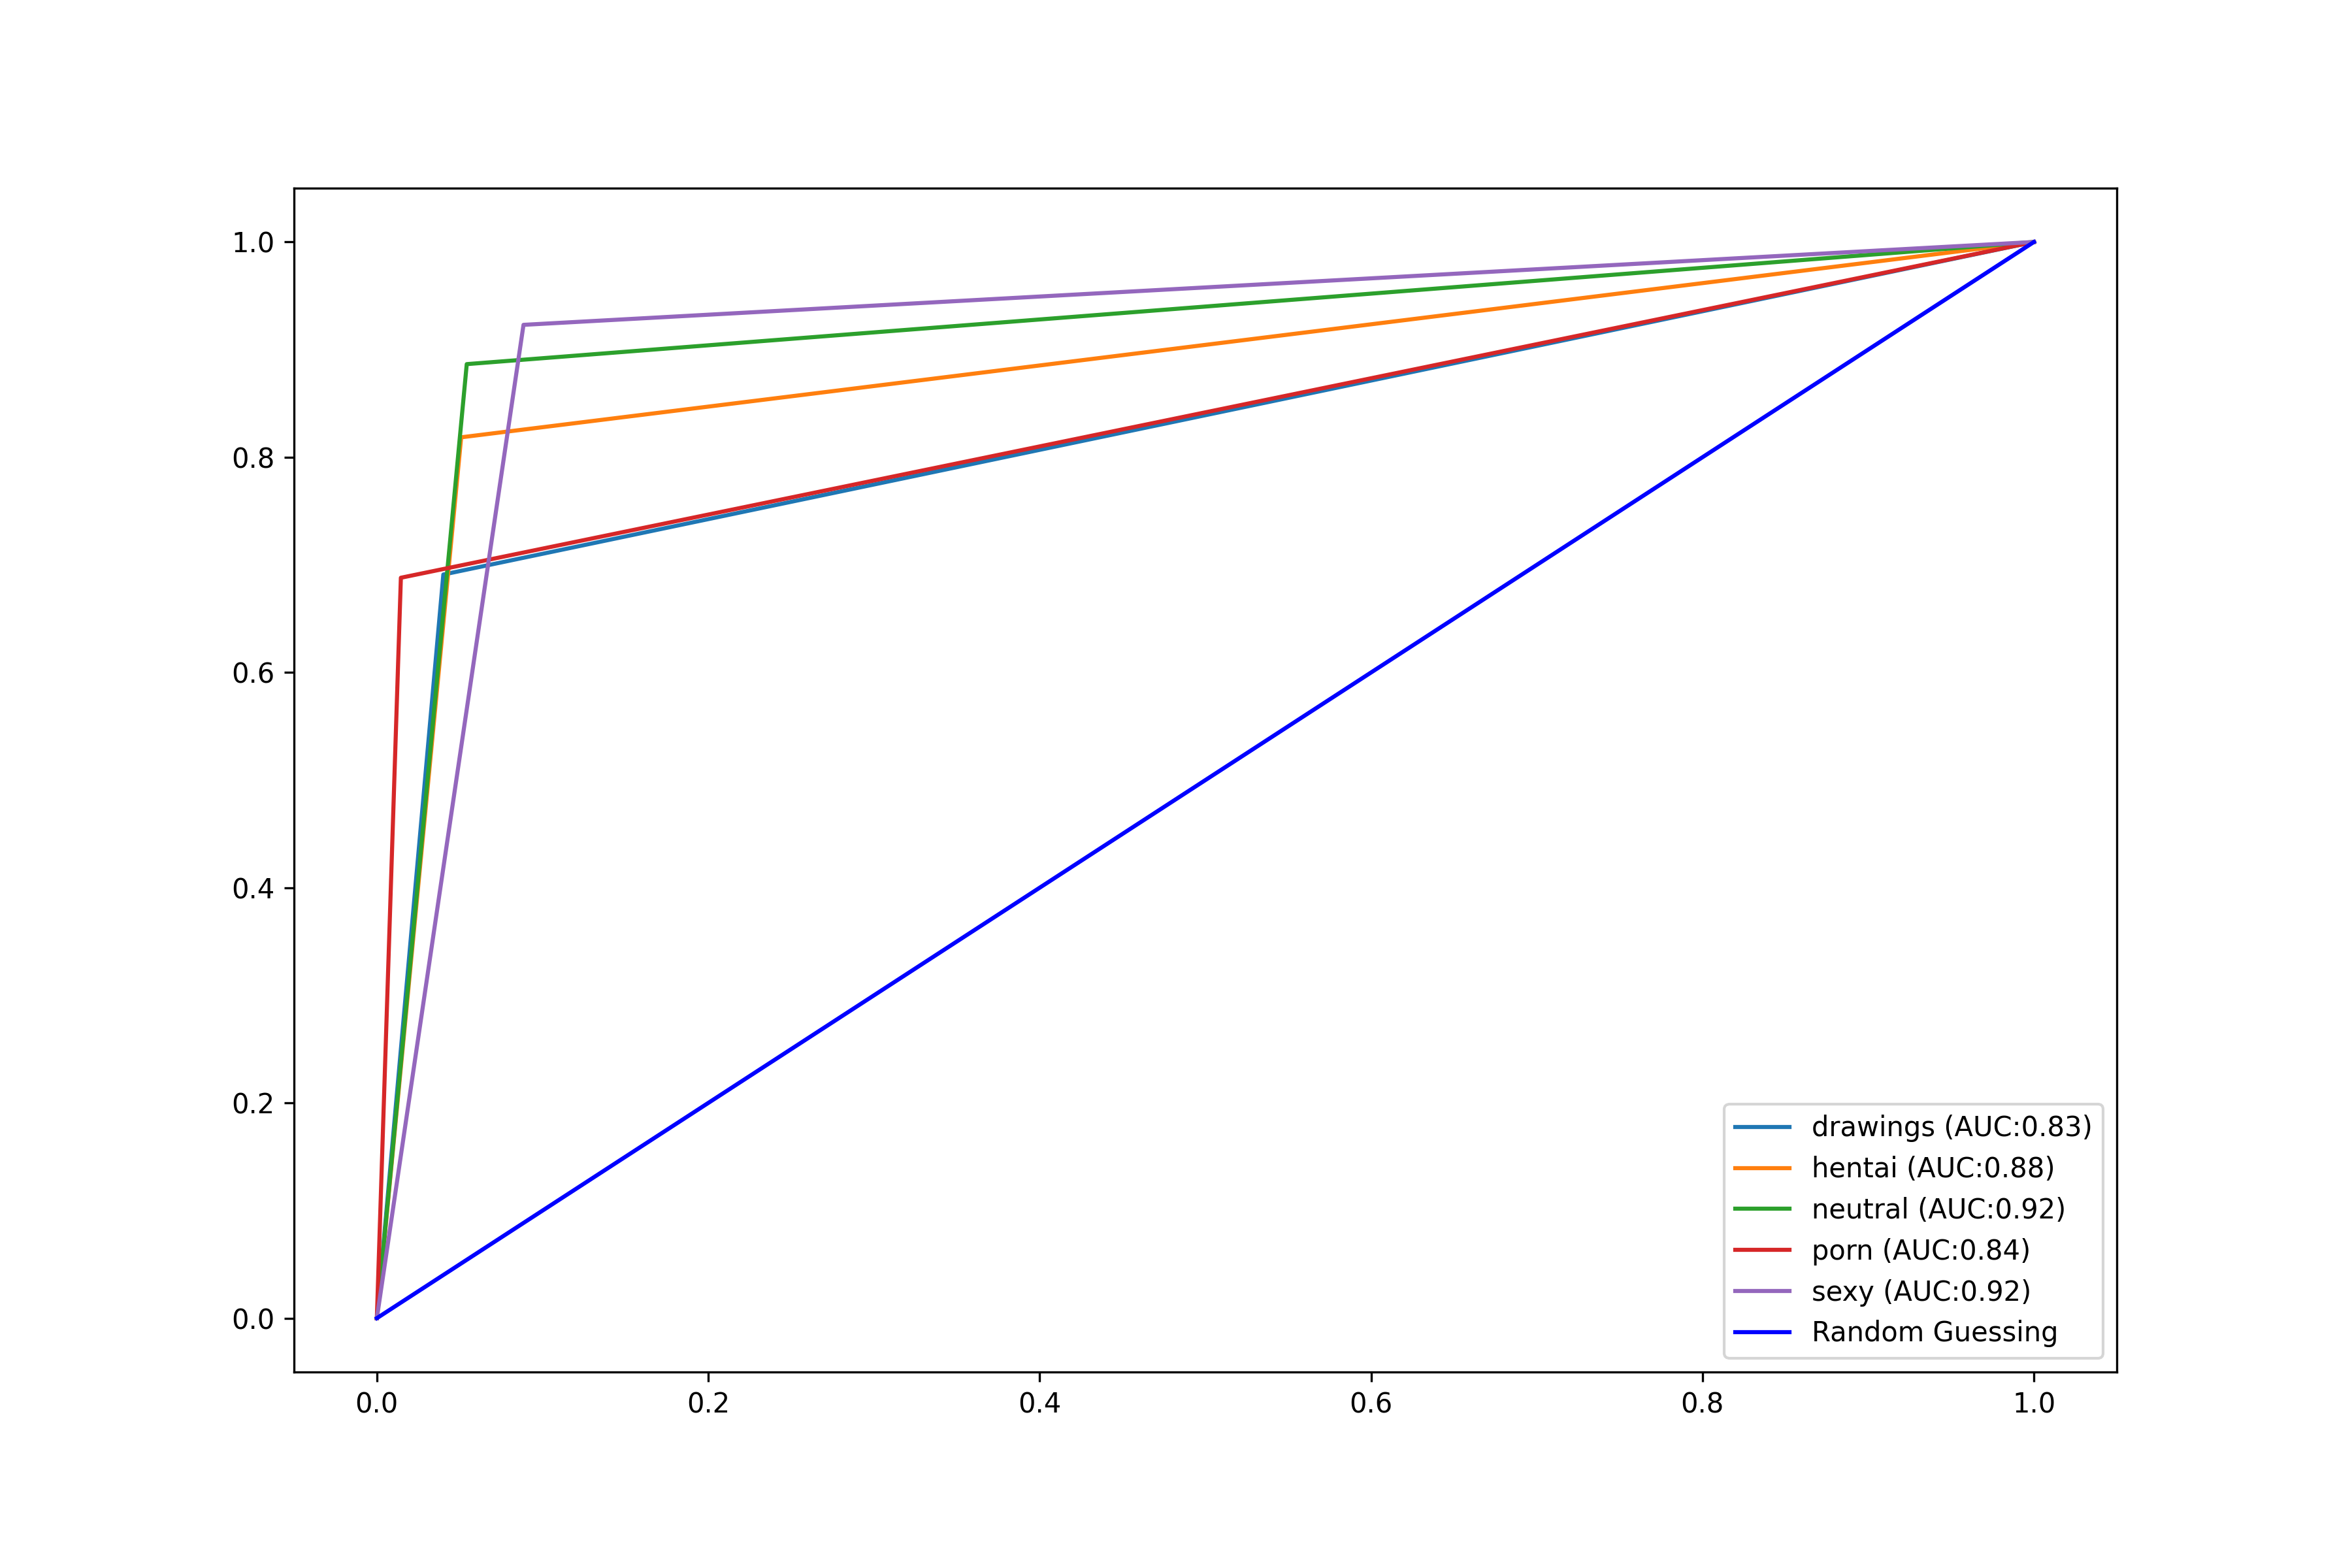 1.0
0.8
0.6
0.4
0.2
0.0
0.0 0.2 0.4 0.6 0.8 1.0
drawings (AUC:0.83)
hentai (AUC:0.88)
neutral (AUC:0.92)
porn (AUC:0.84)
sexy (AUC:0.92)
Random Guessing